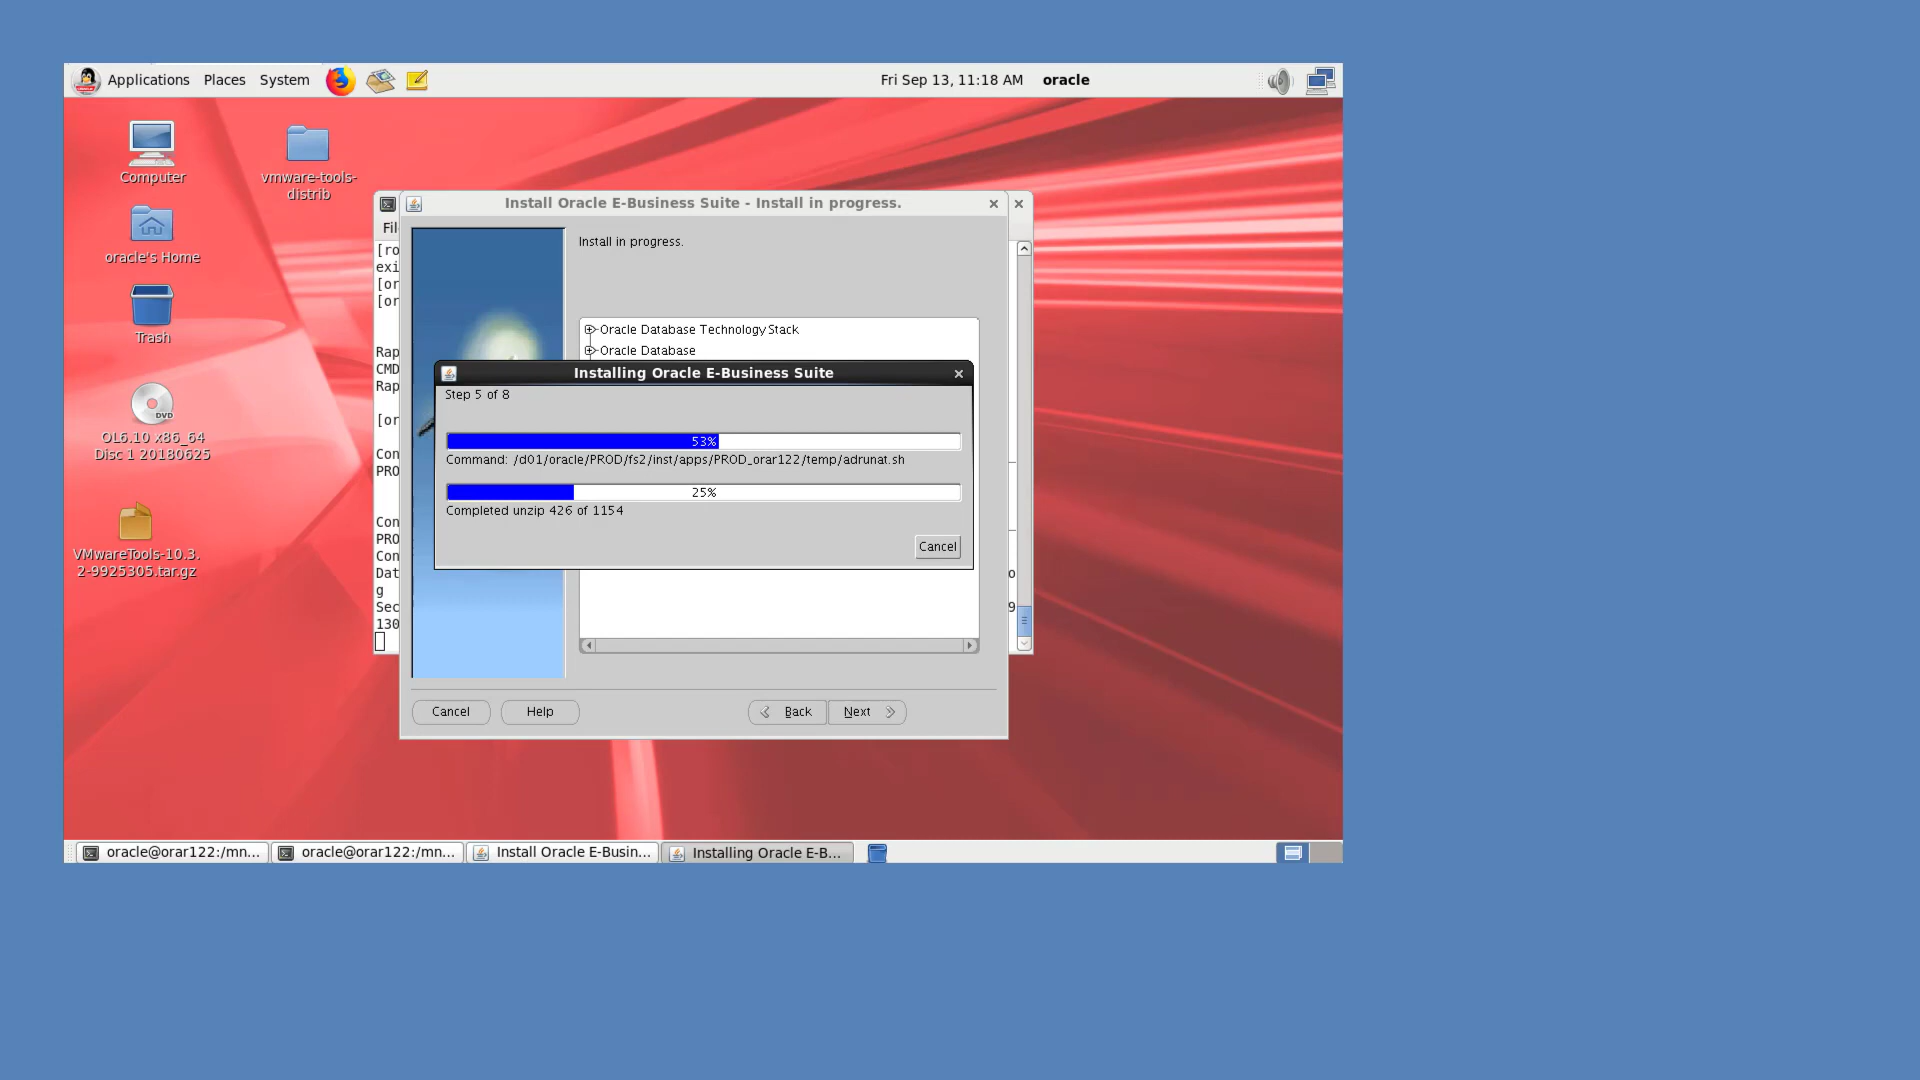 Applications Places System
Fri Sep 13, 11:18 AM oracle
Computer
vmware-tools-
distrib
oracle's Home
Trash
DVD
OL6.10 x86_64
Disc 1 20180625
VMwareTools-10.3.
2-9925305.tar.gz
Install Oracle E-Business Suite - Install in progress.
Fil
[ro
exi
[or
[or
Rap
CMD
Rap
[or
Con
PRO
Con
PRO
Con
Dat
g
Sec
130
o
9
Install in progress.
Oracle Database Technology Stack
Oracle Database
Installing Oracle E-Business Suite
Step 5 of 8
53%
Command: /d01/oracle/PROD/fs2/inst/apps/PROD_orar122/temp/adrunat.sh
25%
Completed unzip 426 of 1154
Cancel
Cancel Help Back Next
oracle@orar122:/mn... oracle@orar122:/mn... Install Oracle E-Busin... Installing Oracle E-B...